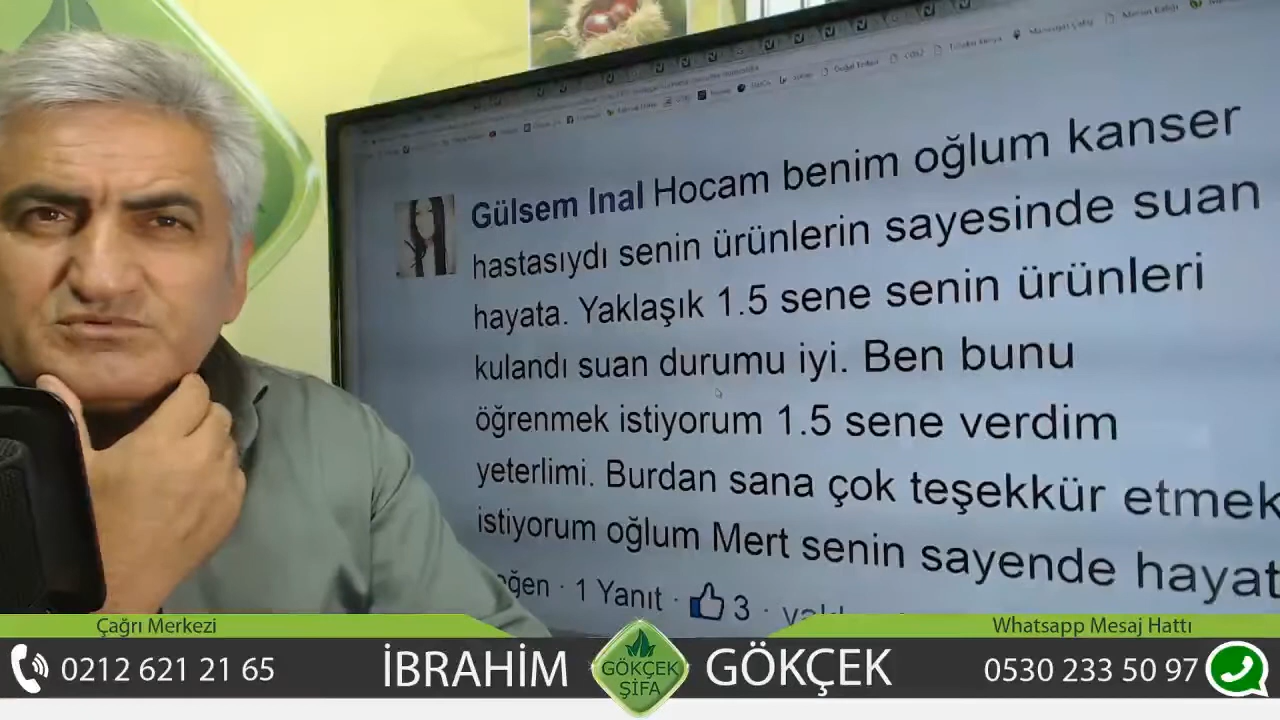 Gülsem Inal Hocam benim oğlum kanser
hastasıydı senin ürünlerin sayesinde suan
hayata. Yaklaşık 1.5 sene senin ürünleri
kulandı suan durumu iyi. Ben bunu
öğrenmek istiyorum 1.5 sene verdim
yeterlimi. Burdan sana çok teşekkür etmek
istiyorum oğlum Mert senin sayende hayat
1 Yanıt · 3 ·
Çağrı Merkezi
Whatsapp Mesaj Hattı
0212 621 21 65
İBRAHİM
GÖKÇEK
ŞİFA
GÖKÇEK
0530 233 50 97